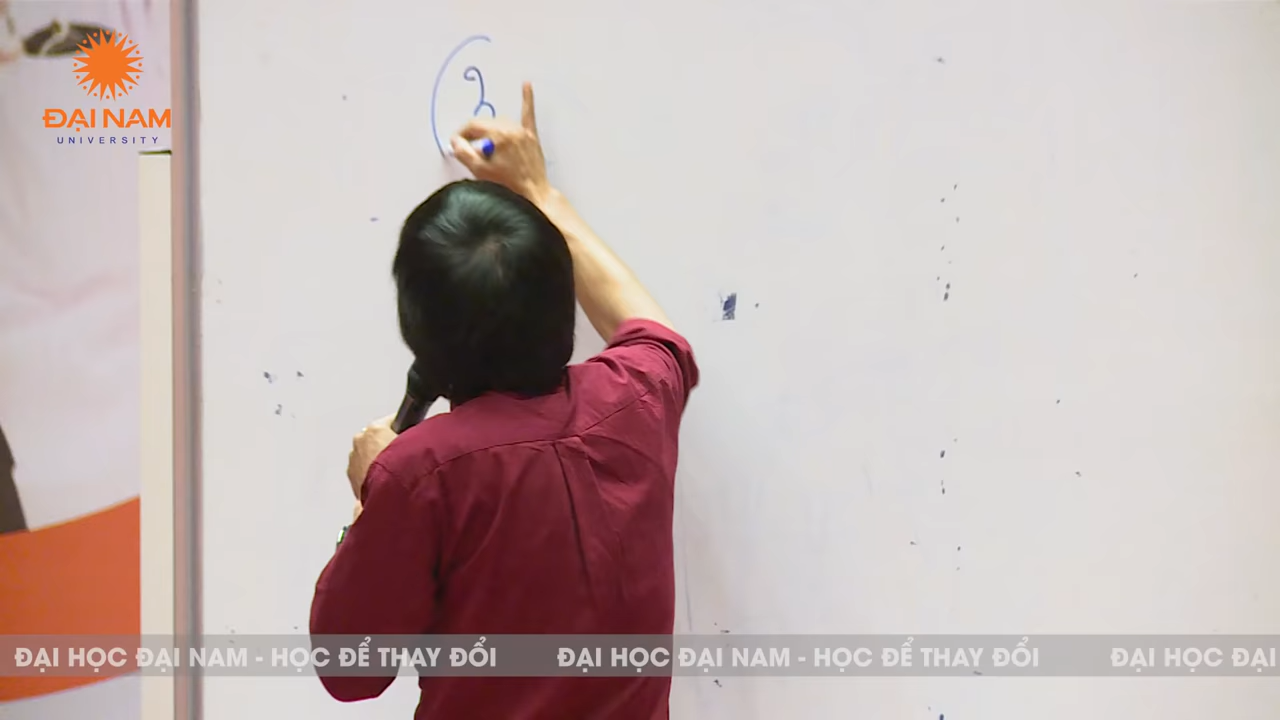 ĐẠI NAM
UNIVERSITY
ĐẠI HỌC ĐẠI NAM - HỌC ĐỂ THAY ĐỔI ĐẠI HỌC ĐẠI NAM - HỌC ĐỂ THAY ĐỔI ĐẠI HỌC ĐẠI